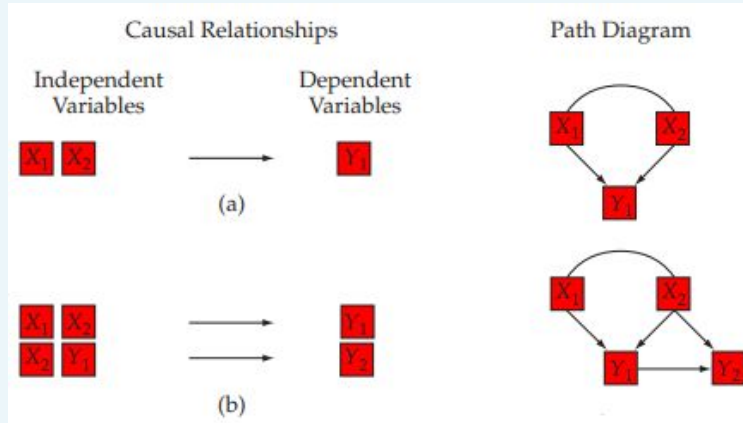 Causal Relationships
Path Diagram
Independent
Variables
Dependent
Variables
X₁ X₂
Y₁
(a)
X₁
X₂
Y₁
X₁ X₂
Y₁
X₂ Y₁
Y₂
(b)
X₁
X₂
Y₁
Y₂